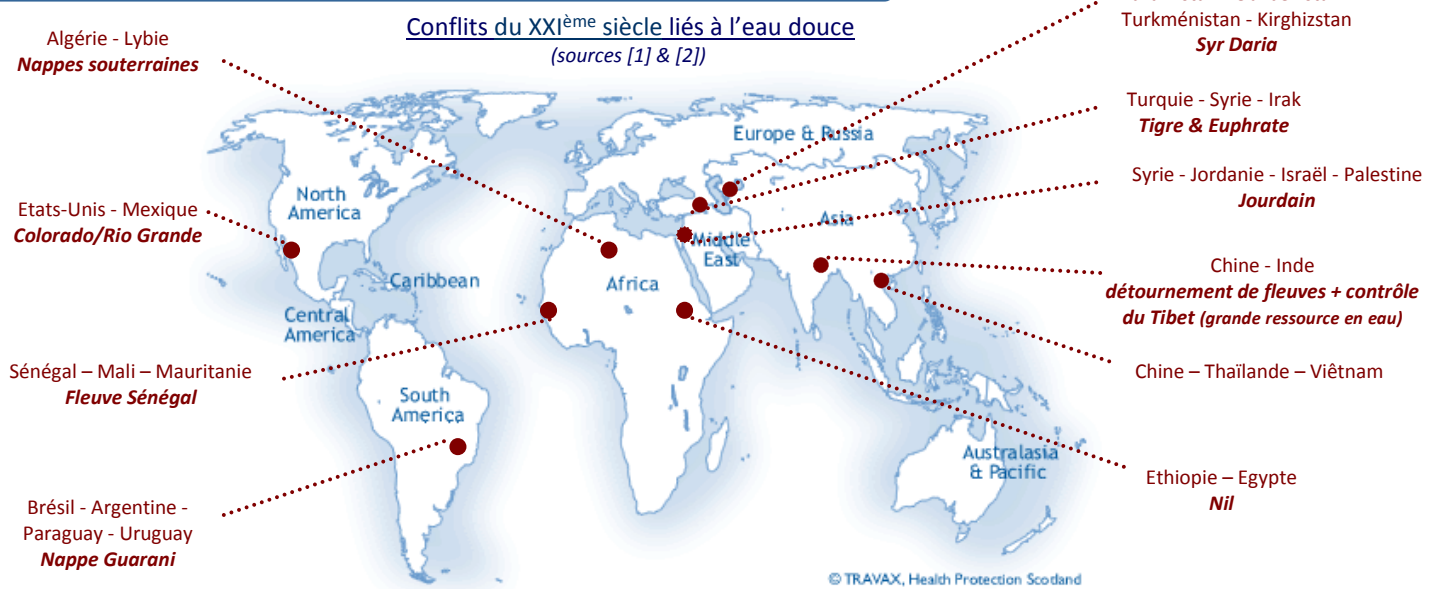 Conflits du XXIème siècle liés à l'eau douce
(sources [1] & [2])
Algérie - Lybie
Nappes souterraines
Turkménistan - Kirghizstan
Syr Daria
Turquie - Syrie - Irak
Tigre & Euphrate
Syrie - Jordanie - Israël - Palestine
Jourdain
Etats-Unis - Mexique
Colorado/Rio Grande
Chine - Inde
détournement de fleuves + contrôle
du Tibet (grande ressource en eau)
Sénégal – Mali – Mauritanie
Fleuve Sénégal
Chine – Thaïlande – Viêtnam
Brésil - Argentine -
Paraguay - Uruguay
Nappe Guarani
Ethiopie – Egypte
Nil
Europe & Russia
North
America
Asia
Middle
East
Caribbean
Africa
Central
America
South
America
Australasia
& Pacific
© TRAVAX, Health Protection Scotland